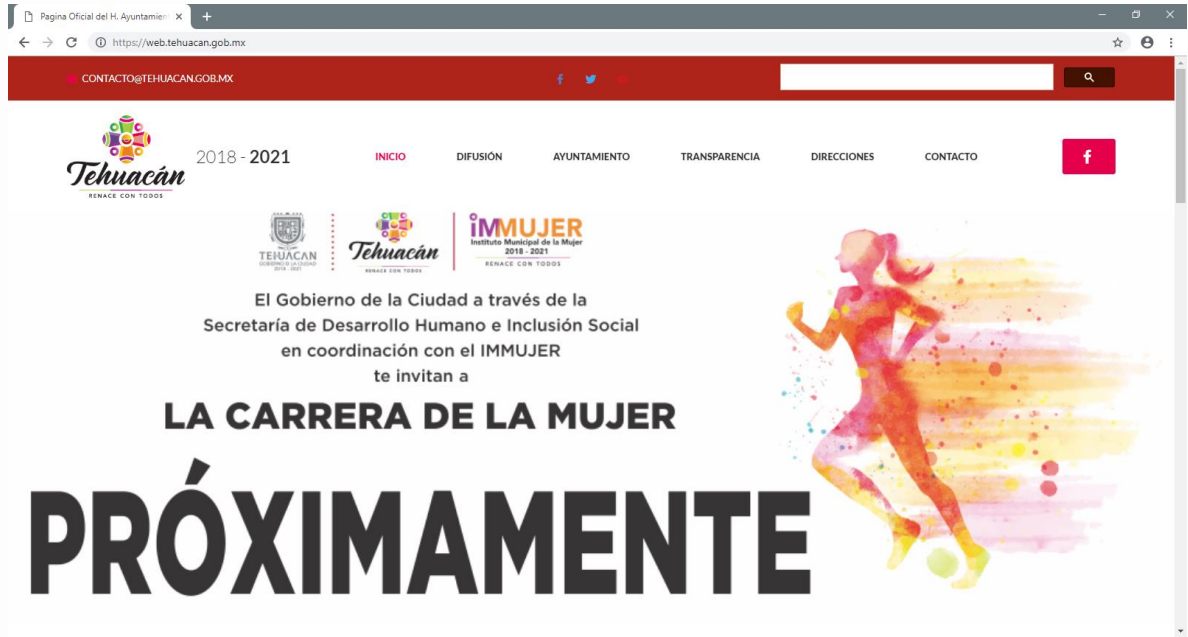 Pagina Oficial del H. Ayuntamien
https://web.tehuacan.gob.mx
CONTACTO@TEHUACAN.GOB.MX
Tehuacán
RENACE CON TODOS
2018 - 2021
INICIO
DIFUSIÓN
AYUNTAMIENTO
TRANSPARENCIA
DIRECCIONES
CONTACTO
TEHUACAN
2018 - 2021
Tehuacán
RENACE CON TODOS
IMMUJER
Instituto Municipal de la Mujer
2018 - 2021
RENACE CON TODOS
El Gobierno de la Ciudad a través de la
Secretaría de Desarrollo Humano e Inclusión Social
en coordinación con el IMMUJER
te invitan a
LA CARRERA DE LA MUJER
PRÓXIMAMENTE